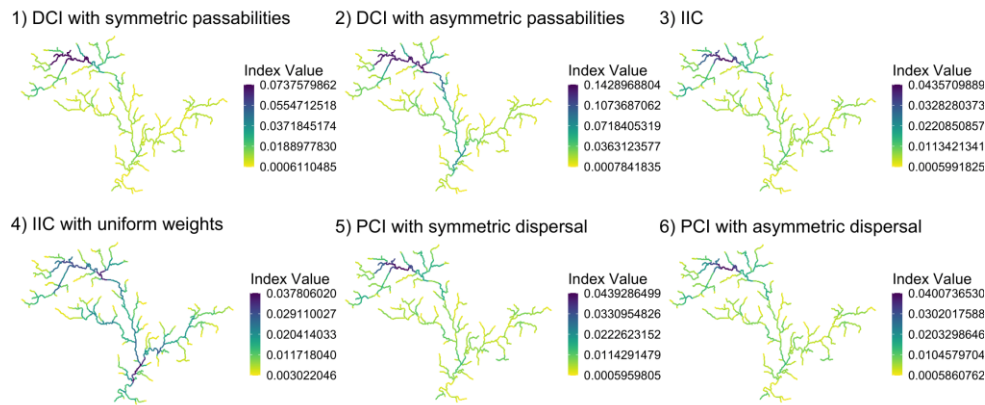 1) DCI with symmetric passabilities
2) DCI with asymmetric passabilities
3) IIC
Index Value
0.0737579862
0.0554712518
0.0371845174
0.0188977830
0.0006110485
Index Value
0.1428968804
0.1073687062
0.0718405319
0.0363123577
0.0007841835
Index Value
0.0435709889
0.0328280373
0.0220850857
0.0113421341
0.0005991825
4) IIC with uniform weights
5) PCI with symmetric dispersal
6) PCI with asymmetric dispersal
Index Value
0.037806020
0.029110027
0.020414033
0.011718040
0.003022046
Index Value
0.0439286499
0.0330954826
0.0222623152
0.0114291479
0.0005959805
Index Value
0.0400736530
0.0302017588
0.0203298646
0.0104579704
0.0005860762